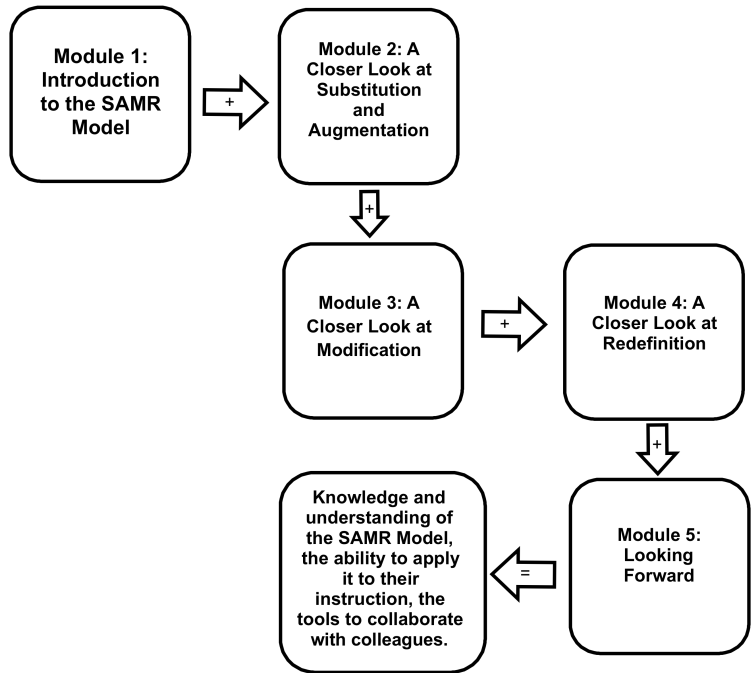 Module 1:
Introduction
to the SAMR
Model
+
Module 2: A
Closer Look at
Substitution
and
Augmentation
+
Module 3: A
Closer Look at
Modification
+
Module 4: A
Closer Look at
Redefinition
+
Module 5:
Looking
Forward
=
Knowledge and
understanding of
the SAMR Model,
the ability to apply
it to their
instruction, the
tools to collaborate
with colleagues.